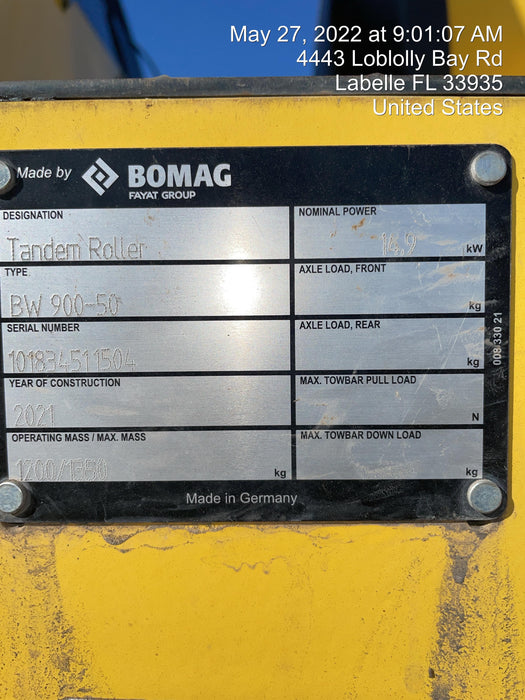 May 27, 2022 at 9:01:07 AM
4443 Loblolly Bay Rd
Labelle FL 33935
United States
Made by BOMAG
FAYAT GROUP
DESIGNATION
Tandem Roller
NOMINAL POWER
14,9 kW
TYPE
BW 900-50
AXLE LOAD, FRONT
kg
SERIAL NUMBER
101834511504
AXLE LOAD, REAR
kg
YEAR OF CONSTRUCTION
2021
MAX. TOWBAR PULL LOAD
N
OPERATING MASS / MAX. MASS
1200/1350 kg
MAX. TOWBAR DOWN LOAD
kg
008 330 21
Made in Germany